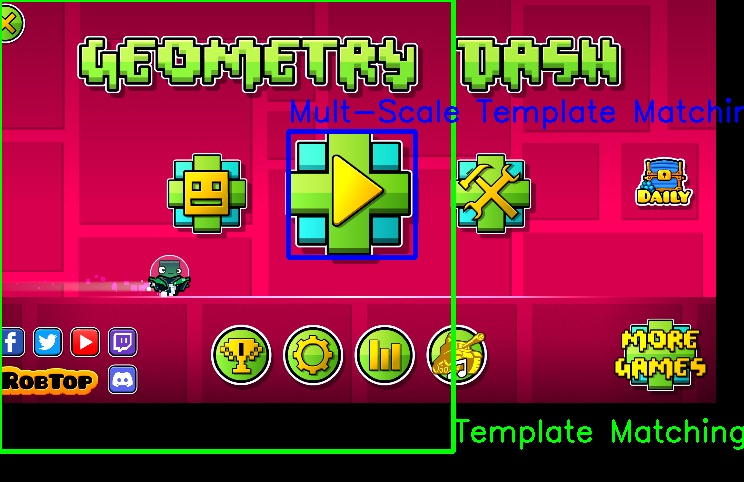 GEOMETRY DASH
Mult-Scale Template Matchin
DAILY
f
ROBTOP
MORE
GAMES
Template Matching